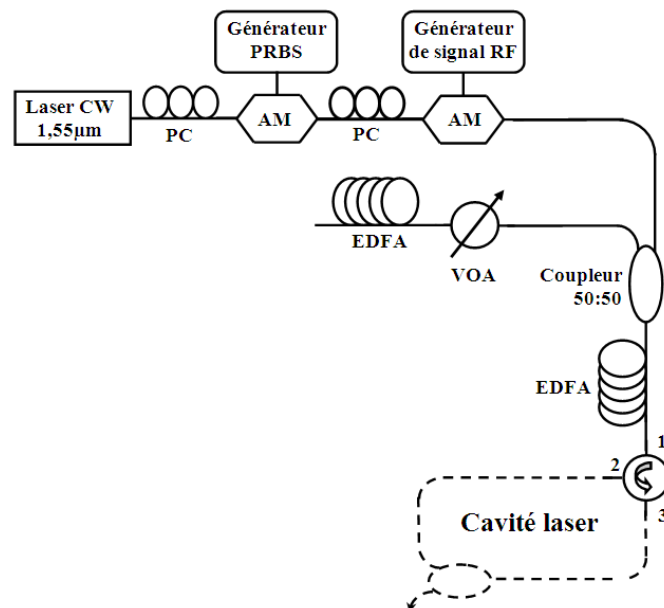 Générateur
PRBS
Générateur
de signal RF
Laser CW
1,55µm
PC
AM
PC
AM
EDFA
VOA
Coupleur
50:50
EDFA
1
2
3
Cavité laser